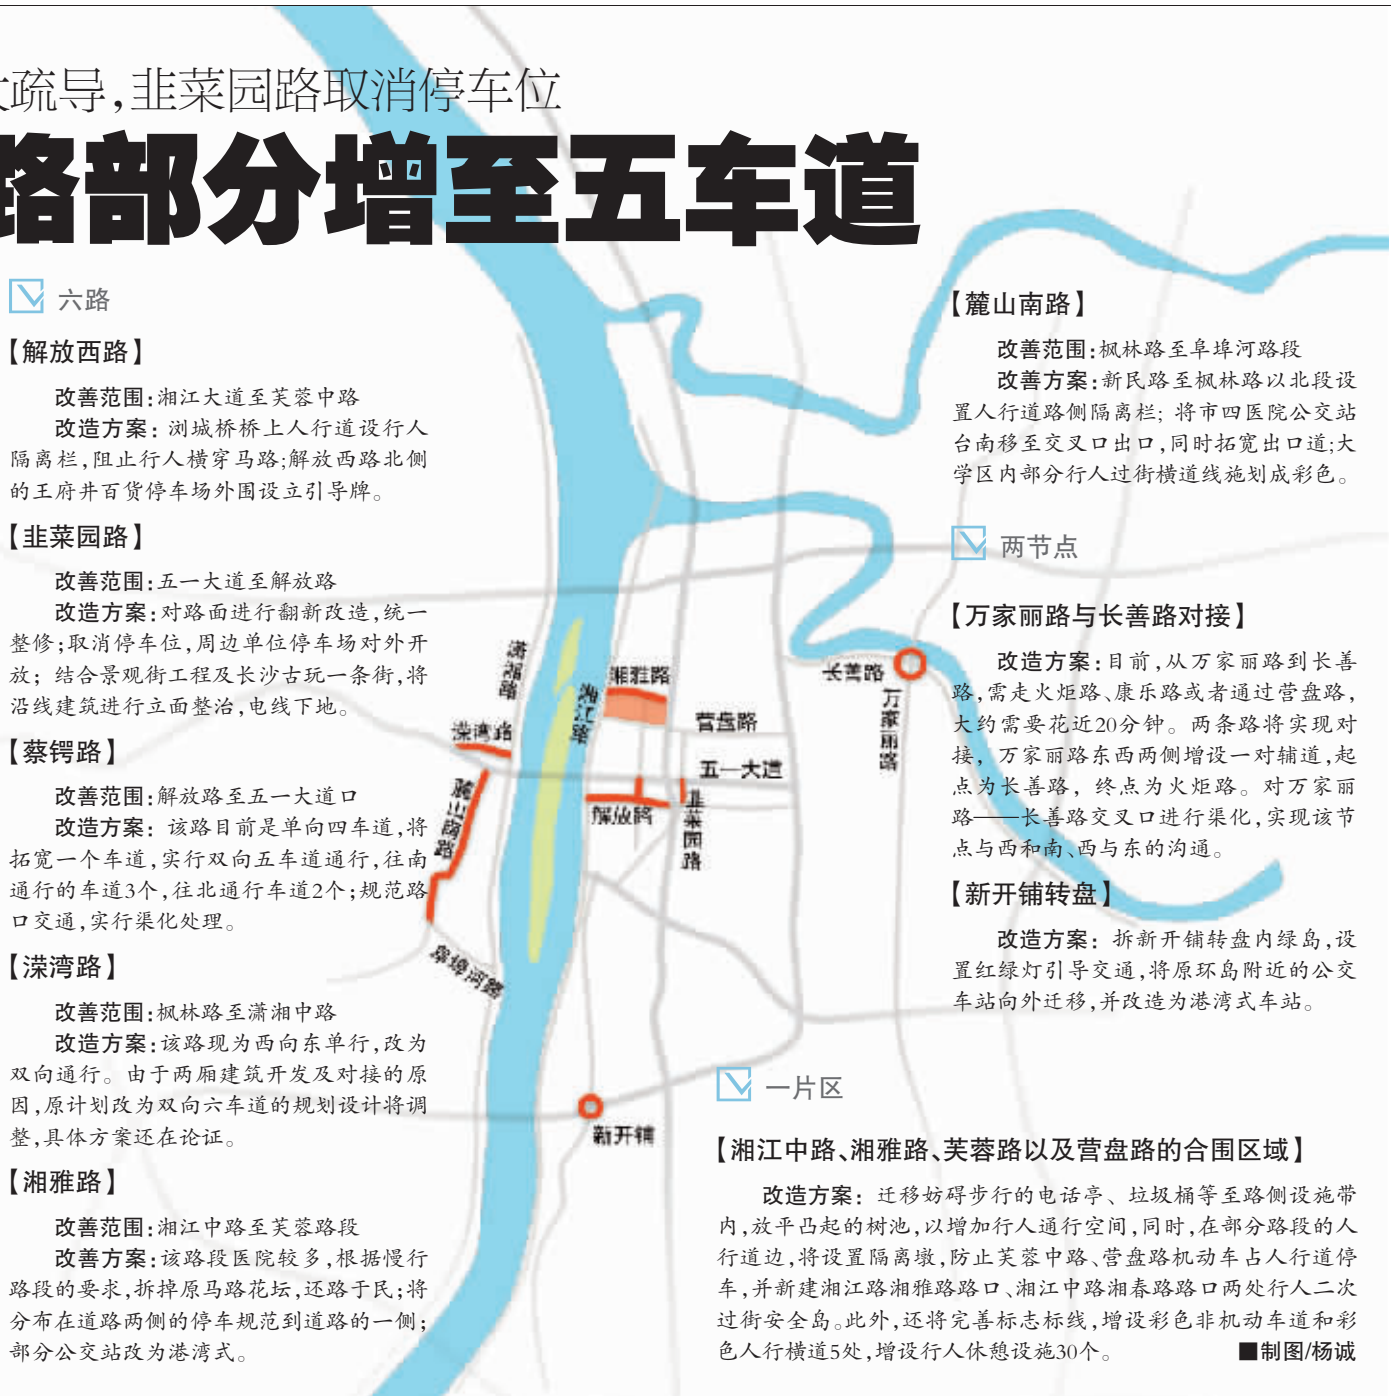 疏导,韭菜园路取消停车位
路部分增至五车道
六路
【解放西路】
改善范围:湘江大道至芙蓉中路
改造方案:浏城桥桥上人行道设行人
隔离栏,阻止行人横穿马路;解放西路北侧
的王府井百货停车场外围设立引导牌。
【韭菜园路】
改善范围:五一大道至解放路
改造方案:对路面进行翻新改造,统一
整修;取消停车位,周边单位停车场对外开
放;结合景观街工程及长沙古玩一条街,将
沿线建筑进行立面整治,电线下地。
【蔡锷路】
改善范围:解放路至五一大道口
改造方案:该路目前是单向四车道,将
拓宽一个车道,实行双向五车道通行,往南
通行的车道3个,往北通行车道2个;规范路
口交通,实行渠化处理。
【溁湾路】
改善范围:枫林路至潇湘中路
改造方案:该路现为西向东单行,改为
双向通行。由于两厢建筑开发及对接的原
因,原计划改为双向六车道的规划设计将调
整,具体方案还在论证。
【湘雅路】
改善范围:湘江中路至芙蓉路段
改善方案:该路段医院较多,根据慢行
路段的要求,拆掉原马路花坛,还路于民;将
分布在道路两侧的停车规范到道路的一侧;
部分公交站改为港湾式。
潇湘路
湘江路
湘雅路
营盘路
五一大道
溁湾路
麓山南路
解放路
韭菜园路
阜埠河路
长善路
万家丽路
新开铺
【麓山南路】
改善范围:枫林路至阜埠河路段
改善方案:新民路至枫林路以北段设
置人行道路侧隔离栏;将市四医院公交站
台南移至交叉口出口,同时拓宽出口道;大
学区内部分行人过街横道线施划成彩色。
两节点
【万家丽路与长善路对接】
改造方案:目前,从万家丽路到长善
路,需走火炬路、康乐路或者通过营盘路,
大约需要花近20分钟。两条路将实现对
接,万家丽路东西两侧增设一对辅道,起
点为长善路,终点为火炬路。对万家丽
路——长善路交叉口进行渠化,实现该节
点与西和南、西与东的沟通。
【新开铺转盘】
改造方案:拆新开铺转盘内绿岛,设
置红绿灯引导交通,将原环岛附近的公交
车站向外迁移,并改造为港湾式车站。
一片区
【湘江中路、湘雅路、芙蓉路以及营盘路的合围区域】
改造方案:迁移妨碍步行的电话亭、垃圾桶等至路侧设施带
内,放平凸起的树池,以增加行人通行空间,同时,在部分路段的人
行道边,将设置隔离墩,防止芙蓉中路、营盘路机动车占人行道停
车,并新建湘江路湘雅路路口、湘江中路湘春路路口两处行人二次
过街安全岛。此外,还将完善标志标线,增设彩色非机动车道和彩
色人行横道5处,增设行人休憩设施30个。
■制图/杨诚